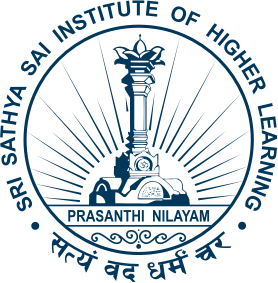 SRI SATHYA SAI INSTITUTE OF HIGHER LEARNING
PRASANTHI NILAYAM
सत्यं वद धर्मं चर